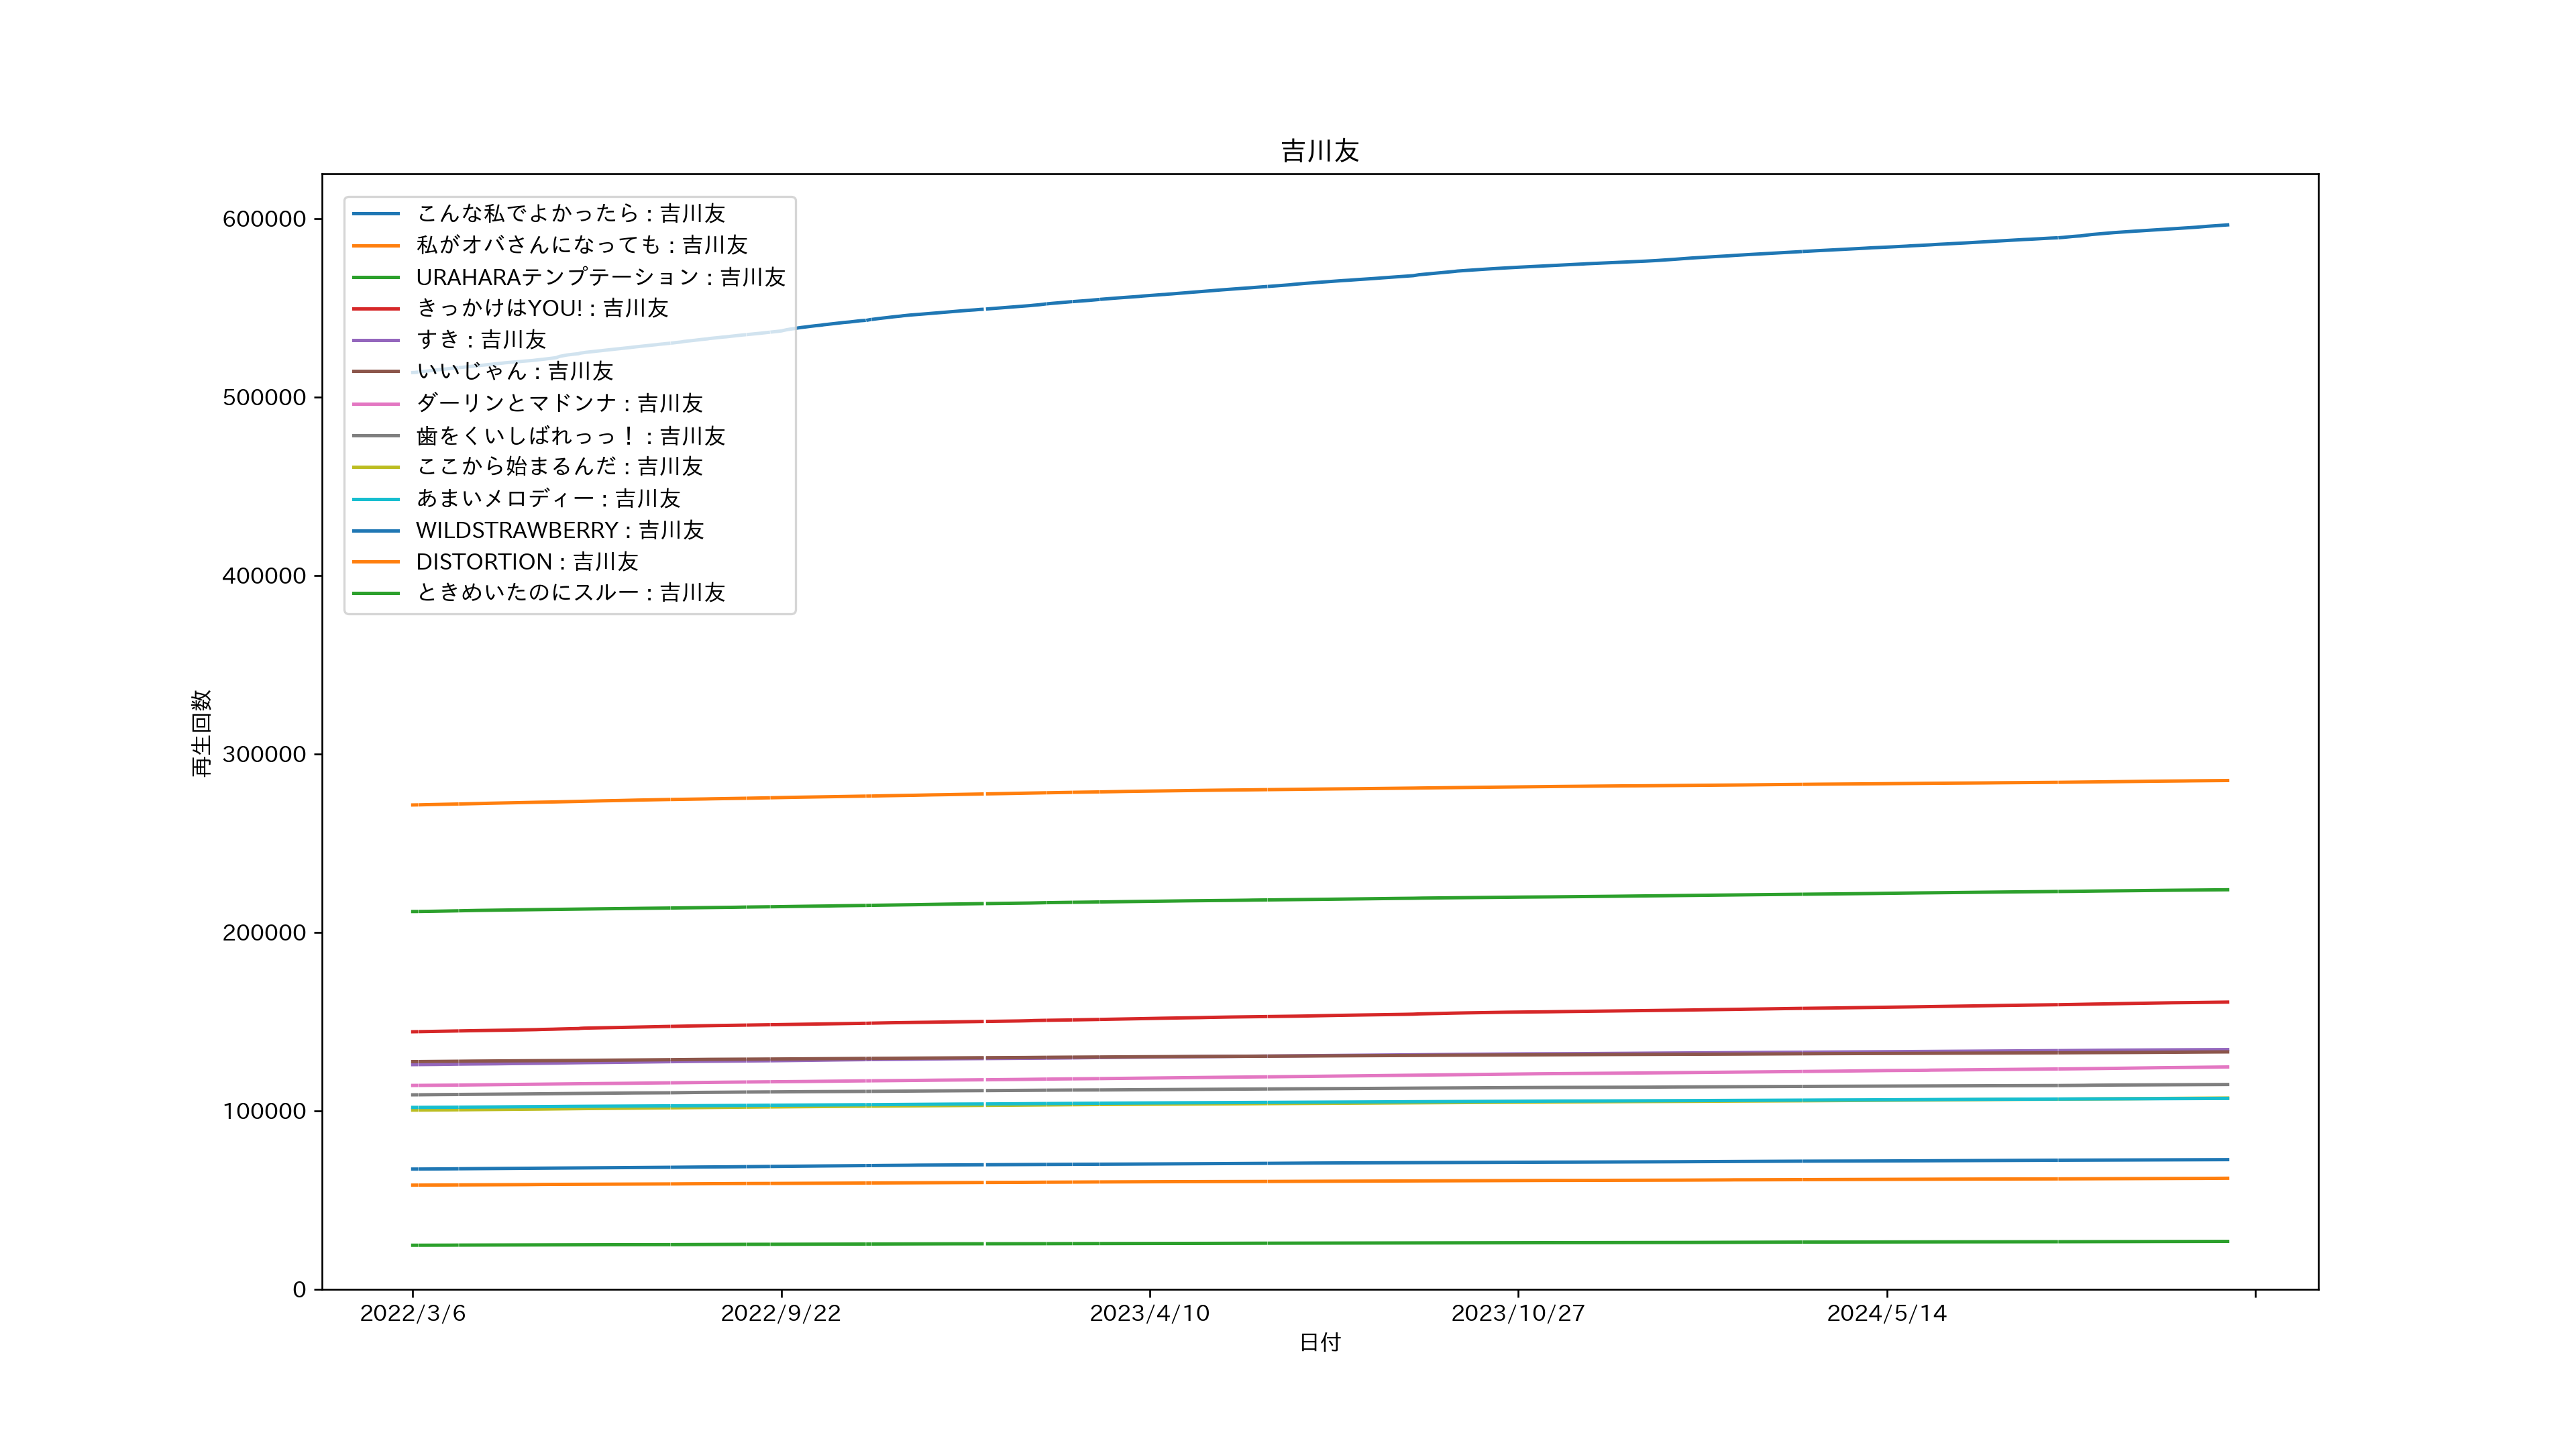 吉川友
こんな私でよかったら : 吉川友
私がオバさんになっても : 吉川友
URAHARAテンプテーション : 吉川友
きっかけはYOU! : 吉川友
すき : 吉川友
いいじゃん : 吉川友
ダーリンとマドンナ : 吉川友
歯をくいしばれっっ！ : 吉川友
ここから始まるんだ : 吉川友
あまいメロディー : 吉川友
WILDSTRAWBERRY : 吉川友
DISTORTION : 吉川友
ときめいたのにスルー : 吉川友
再生回数
600000
500000
400000
300000
200000
100000
0
2022/3/6
2022/9/22
2023/4/10
2023/10/27
2024/5/14
日付